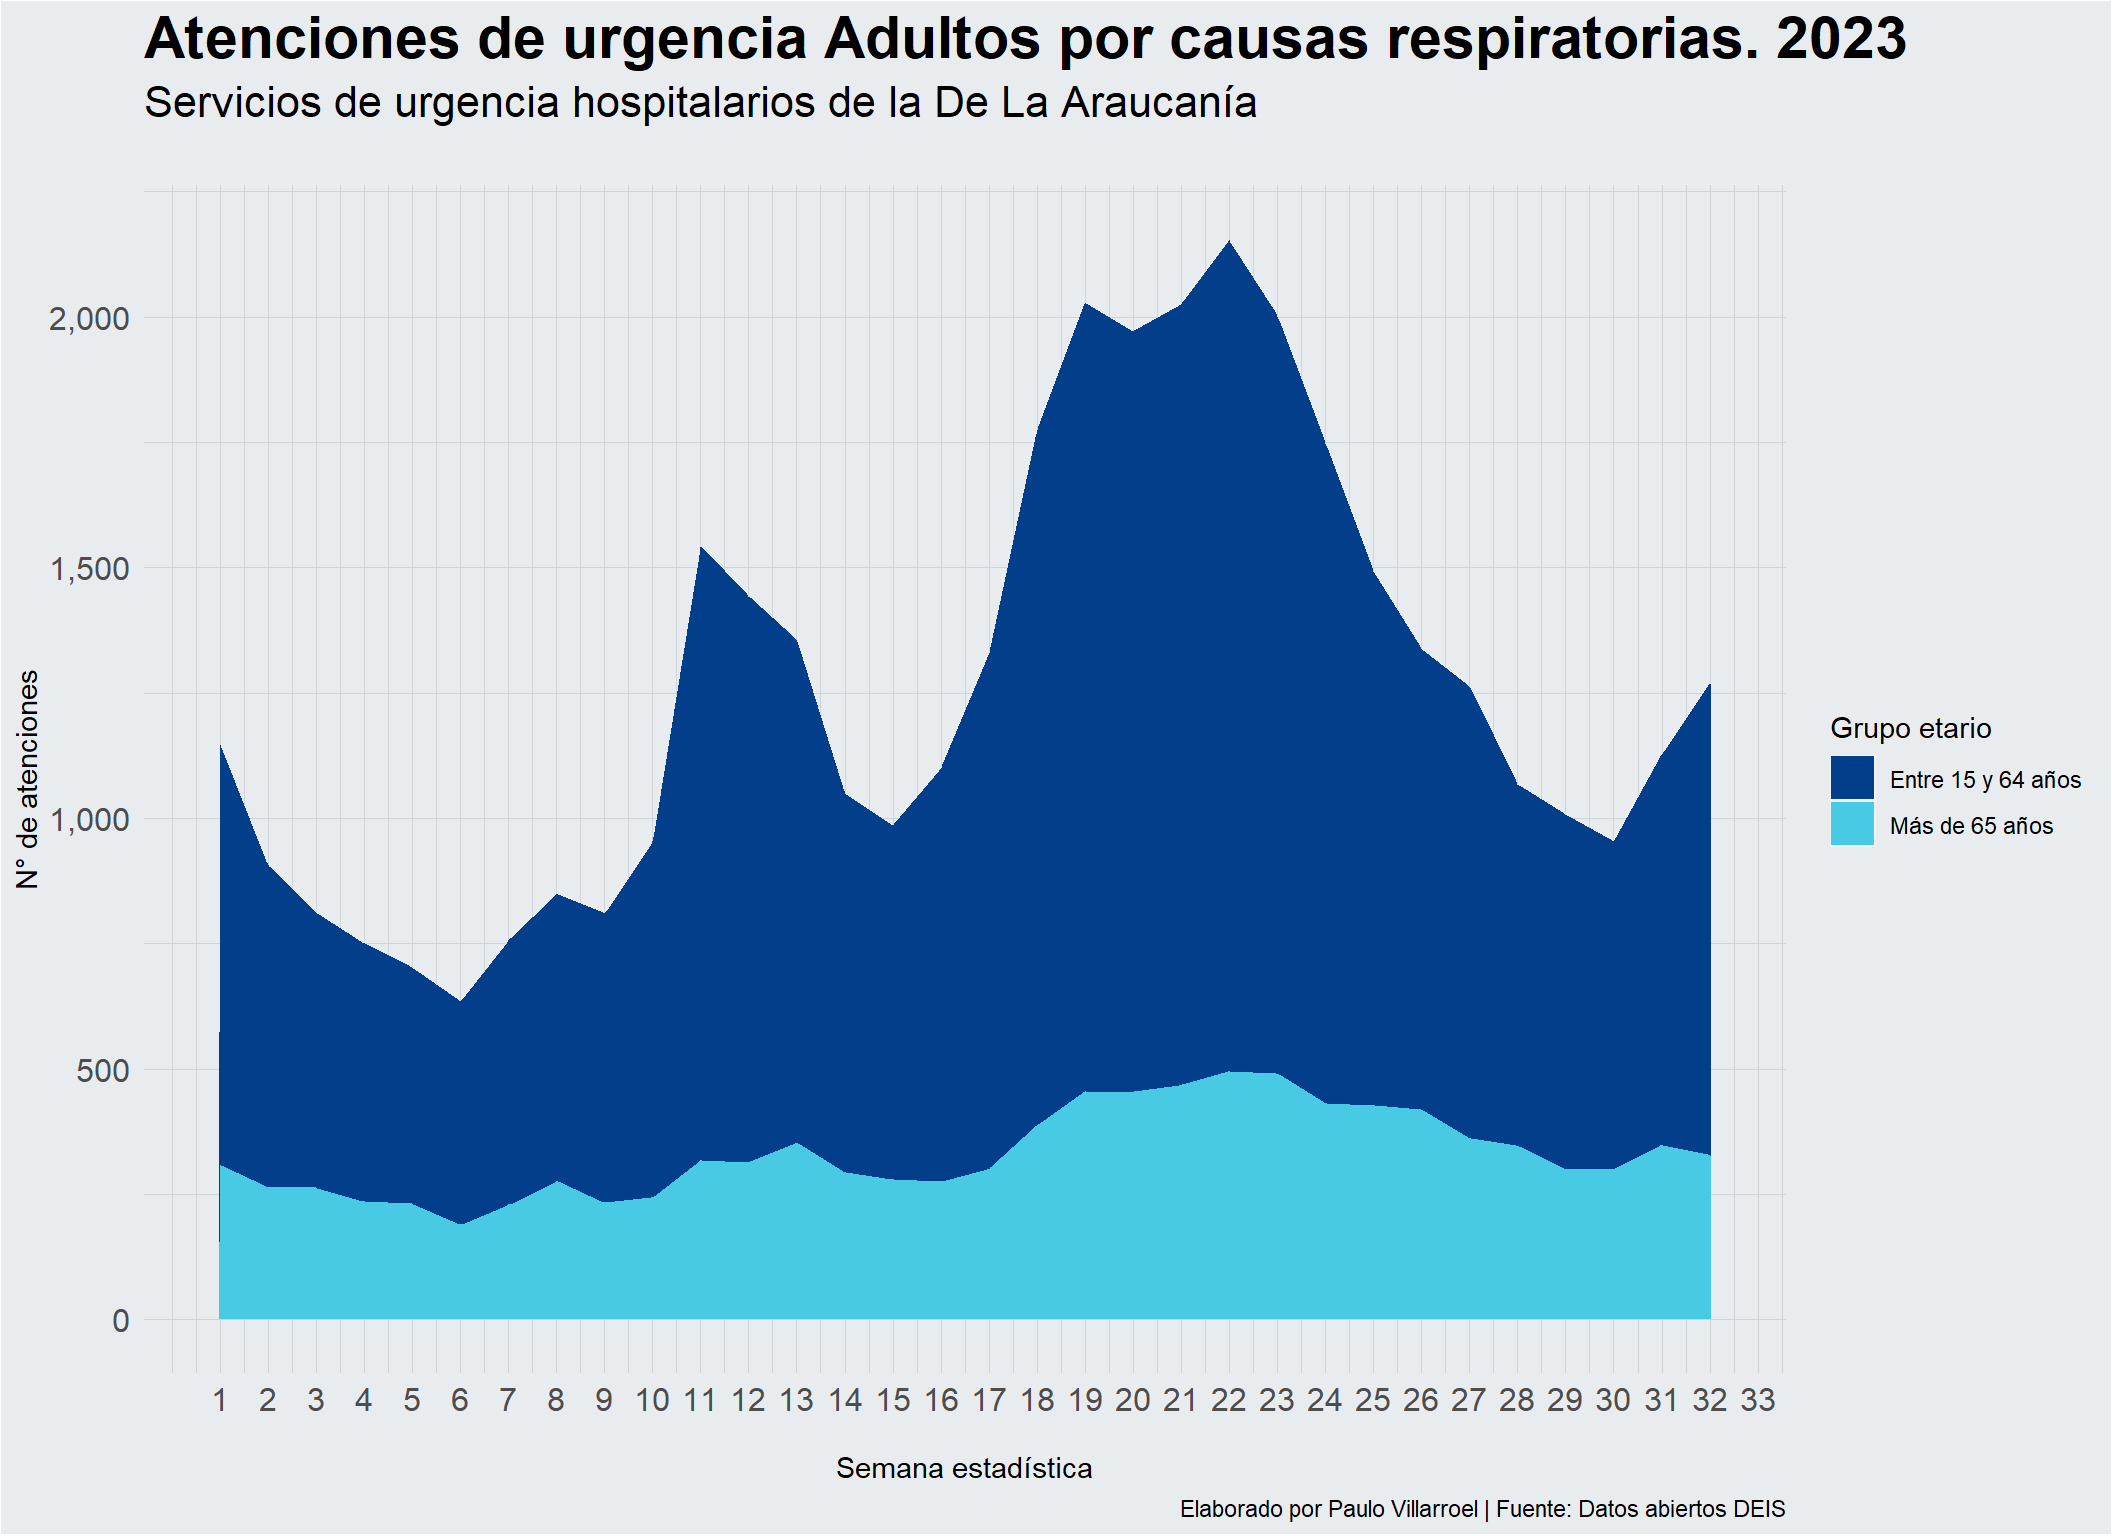 Atenciones de urgencia Adultos por causas respiratorias. 2023
Servicios de urgencia hospitalarios de la De La Araucanía
N° de atenciones
2,000
1,500
1,000
500
0
1 2 3 4 5 6 7 8 9 10 11 12 13 14 15 16 17 18 19 20 21 22 23 24 25 26 27 28 29 30 31 32 33
Semana estadística
Grupo etario
Entre 15 y 64 años
Más de 65 años
Elaborado por Paulo Villarroel | Fuente: Datos abiertos DEIS